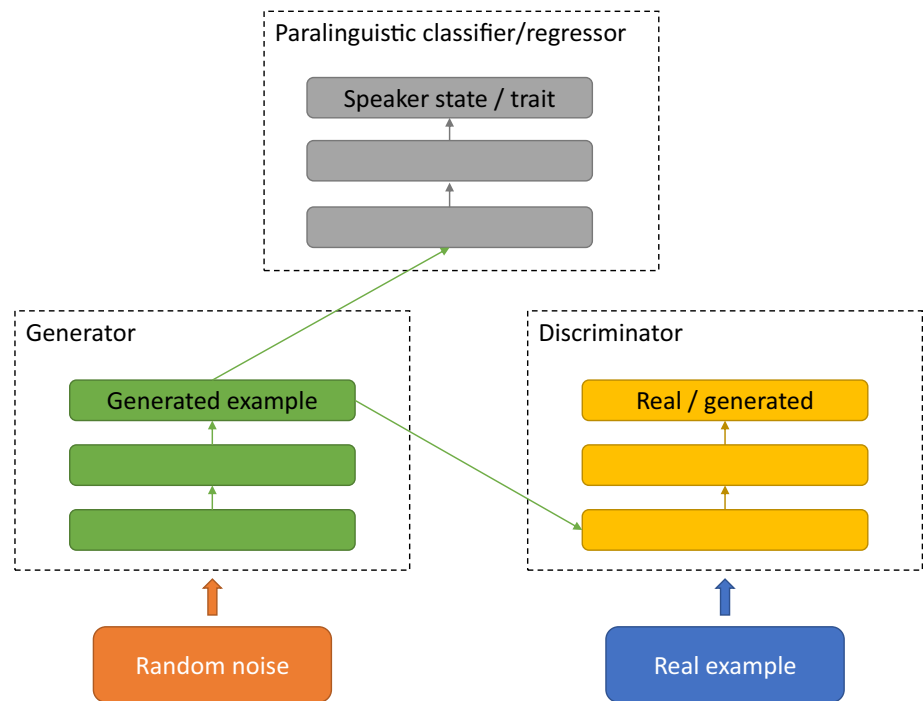 Paralinguistic classifier/regressor
Speaker state / trait
Generator
Generated example
Discriminator
Real / generated
Random noise
Real example